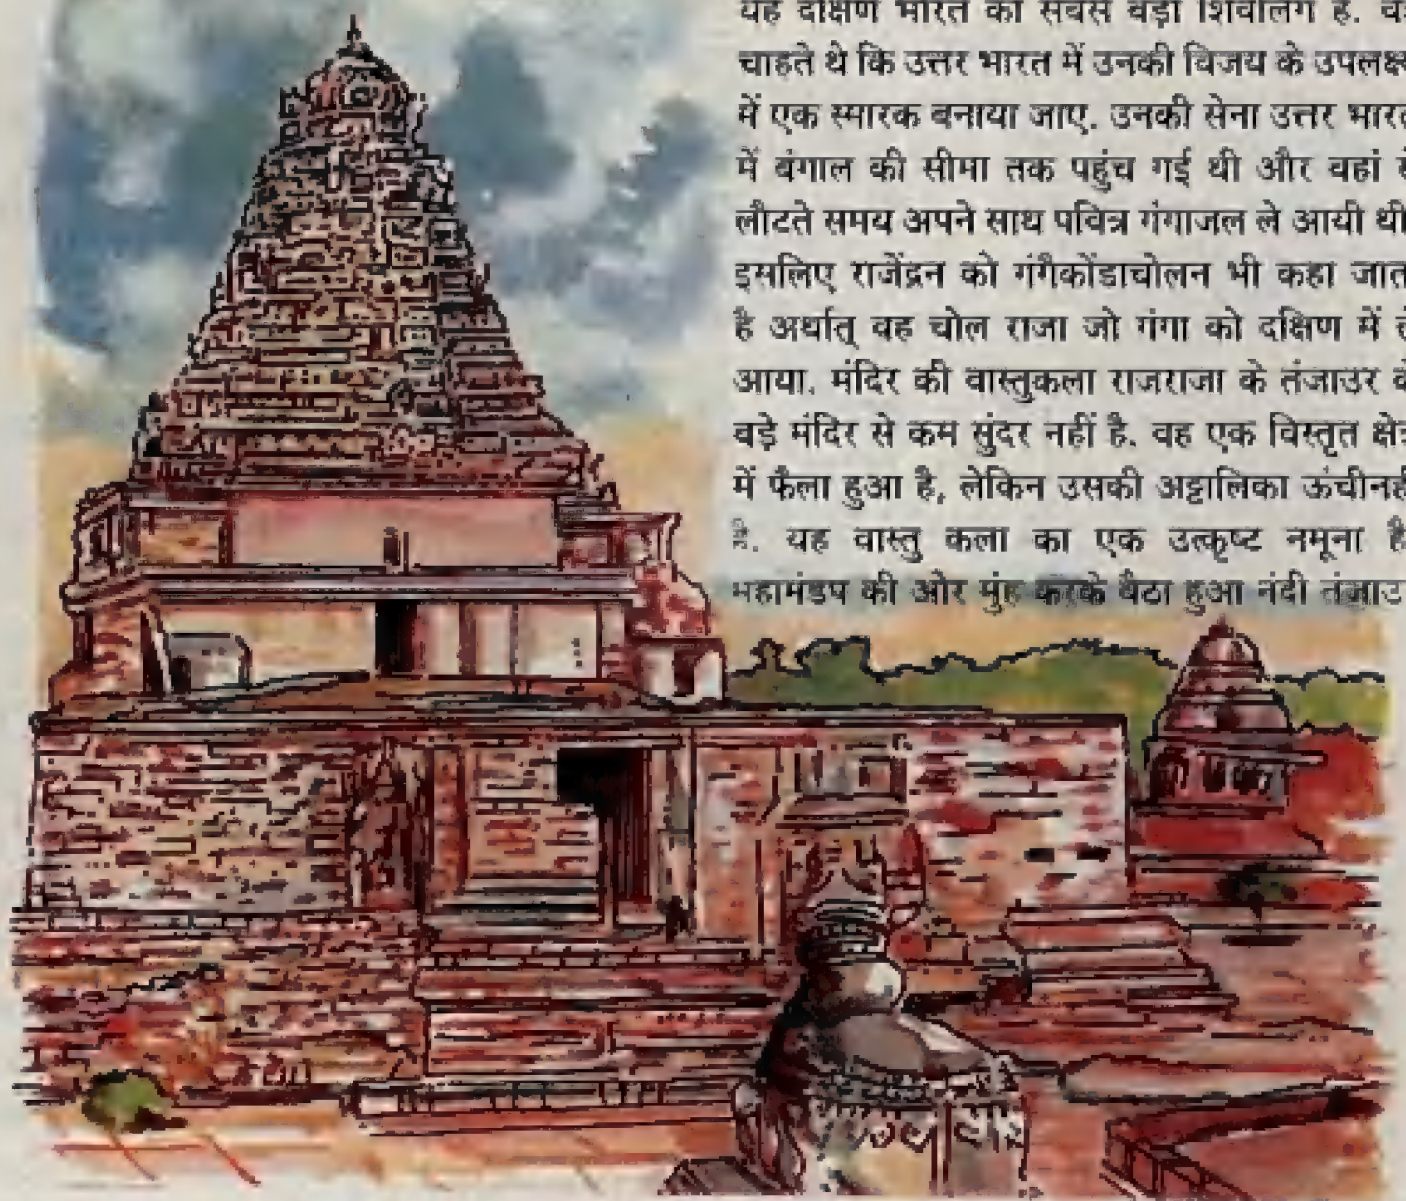 यह दक्षिण भारत का सबसे बड़ा शिवलिंग है.
चाहते थे कि उत्तर भारत में उनकी विजय के उपलक्ष्य
में एक स्मारक बनाया जाए. उनकी सेना उत्तर भारत
में बंगाल की सीमा तक पहुंच गई थी और वहां
लौटते समय अपने साथ पवित्र गंगाजल ले आयी थी
इसलिए राजेंद्रन को गंगैकोंडाचोलन भी कहा जात
है अर्थात् वह चोल राजा जो गंगा को दक्षिण में
आया. मंदिर की वास्तुकला राजराजा के तंजाउर
बड़े मंदिर से कम सुंदर नहीं है. वह एक विस्तृत क्षेत्र
में फैला हुआ है, लेकिन उसकी अट्टालिका ऊंचीनहीं
है. यह वास्तु कला का एक उत्कृष्ट नमूना है
महामंडप की ओर मुंह करके बैठा हुआ नंदी तंजाउ